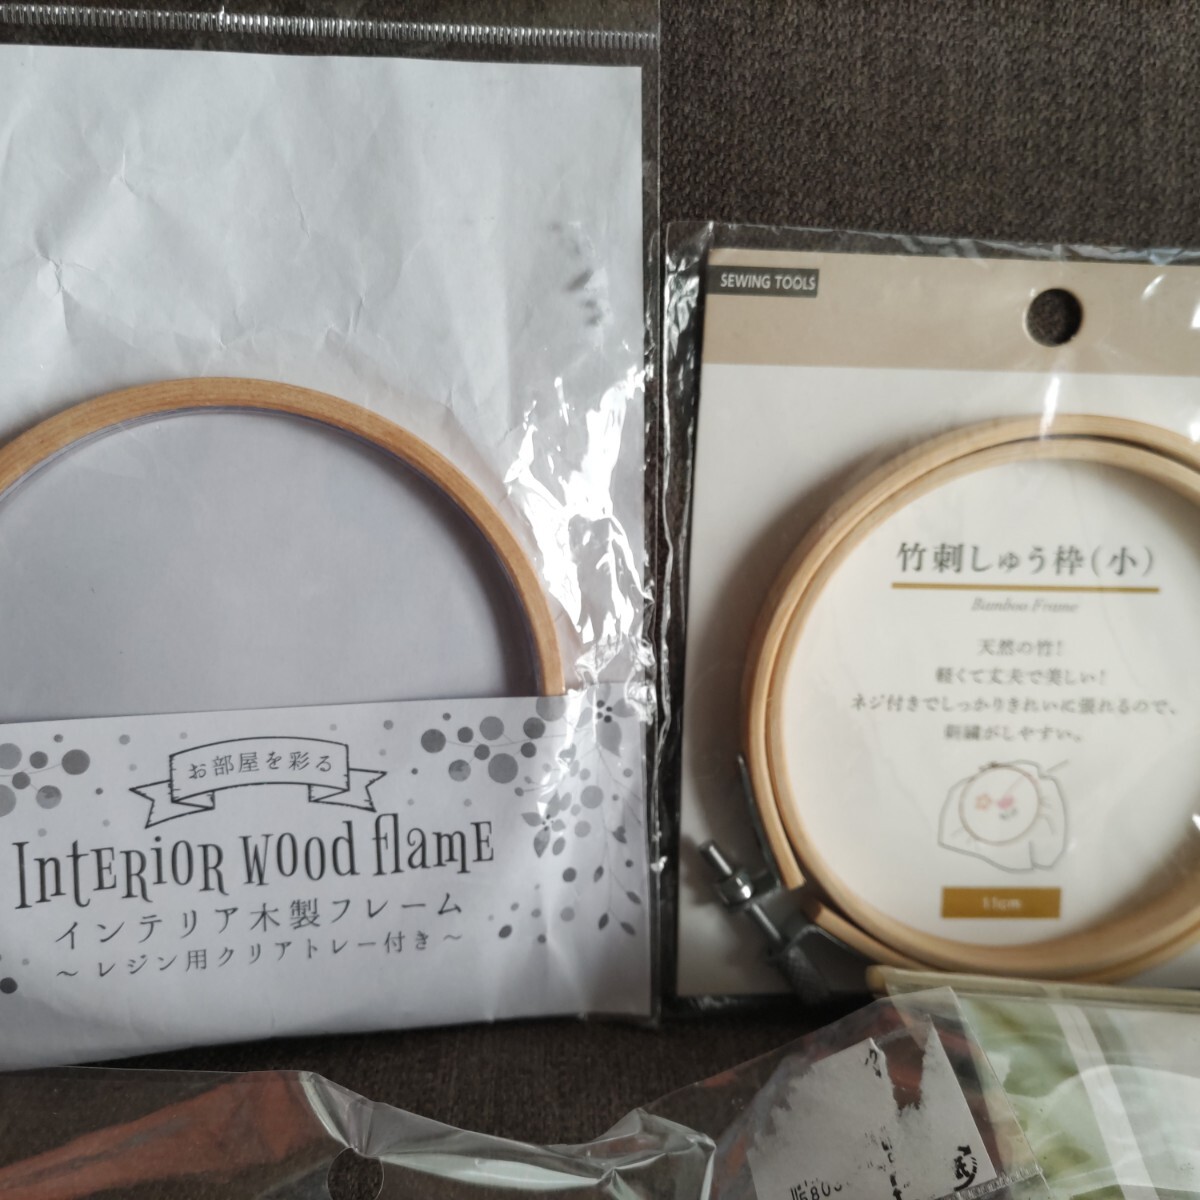 お部屋を彩る
InTERiOR WOOd flamE
インテリア木製フレーム
～レジン用クリアトレー付き～
SEWING TOOLS
竹刺しゅう枠(小)
Bamboo Frame
天然の竹!
軽くて丈夫で美しい!
ネジ付きでしっかりきれいに張れるので、
刺繍がしやすい。
11cm